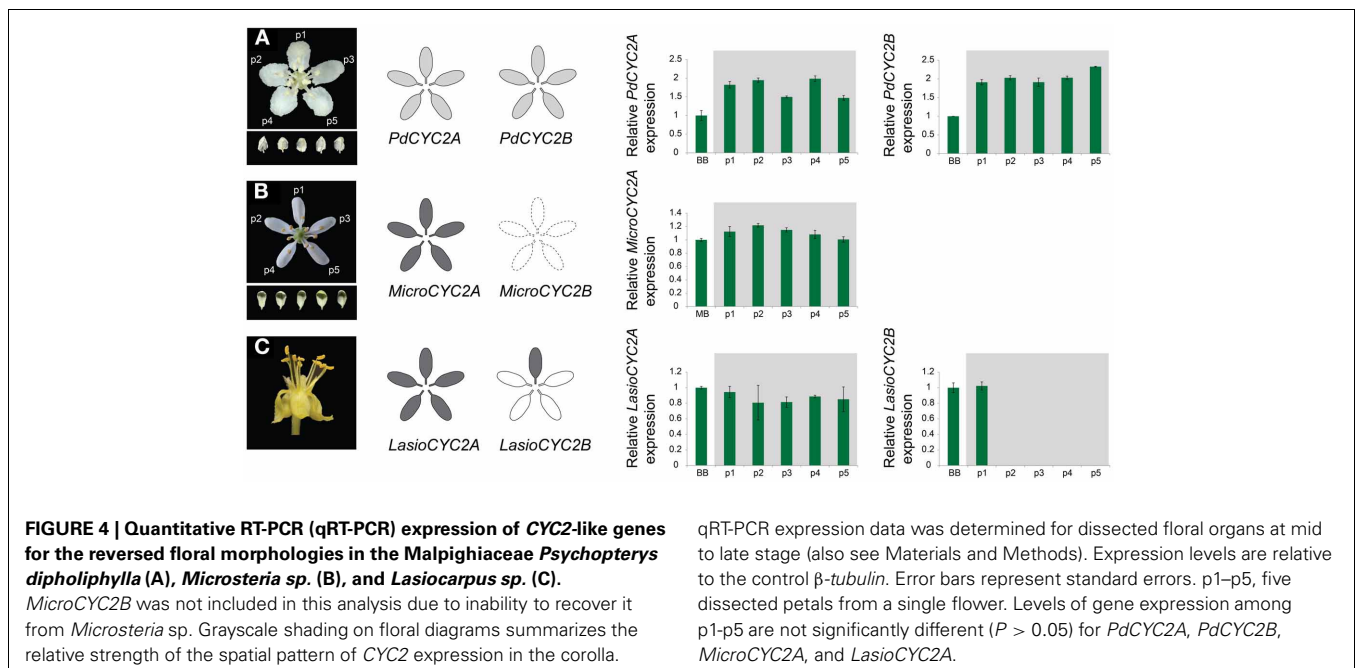 A
p1
p2
p3
p4
p5
PdCYC2A
PdCYC2B
Relative PdCYC2A
expression
2.5
2
1.5
1
0.5
0
BB
p1
p2
p3
p4
p5
Relative PdCYC2B
expression
2.5
2
1.5
1
0.5
0
BB
p1
p2
p3
p4
p5
B
p1
p2
p3
p4
p5
MicroCYC2A
MicroCYC2B
Relative MicroCYC2A
expression
1.4
1.2
1
0.8
0.6
0.4
0.2
0
MB
p1
p2
p3
p4
p5
C
LasioCYC2A
LasioCYC2B
Relative LasioCYC2A
expression
1.2
1
0.8
0.6
0.4
0.2
0
BB
p1
p2
p3
p4
p5
Relative LasioCYC2B
expression
1.2
1
0.8
0.6
0.4
0.2
0
BB
p1
p2
p3
p4
p5
FIGURE 4 | Quantitative RT-PCR (qRT-PCR) expression of CYC2-like genes
for the reversed floral morphologies in the Malpighiaceae Psychopterys
dipholiphylla (A), Microsteria sp. (B), and Lasiocarpus sp. (C).
MicroCYC2B was not included in this analysis due to inability to recover it
from Microsteria sp. Grayscale shading on floral diagrams summarizes the
relative strength of the spatial pattern of CYC2 expression in the corolla.
qRT-PCR expression data was determined for dissected floral organs at mid
to late stage (also see Materials and Methods). Expression levels are relative
to the control β-tubulin. Error bars represent standard errors. p1–p5, five
dissected petals from a single flower. Levels of gene expression among
p1-p5 are not significantly different (P > 0.05) for PdCYC2A, PdCYC2B,
MicroCYC2A, and LasioCYC2A.